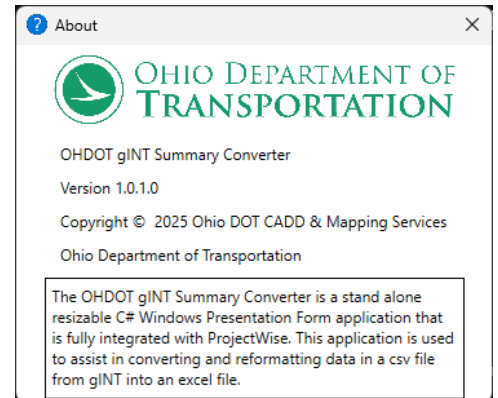 About
OHIO DEPARTMENT OF
TRANSPORTATION
OHDOT gINT Summary Converter
Version 1.0.1.0
Copyright © 2025 Ohio DOT CADD & Mapping Services
Ohio Department of Transportation
The OHDOT gINT Summary Converter is a stand alone
resizable C# Windows Presentation Form application that
is fully integrated with ProjectWise. This application is used
to assist in converting and reformatting data in a csv file
from gINT into an excel file.